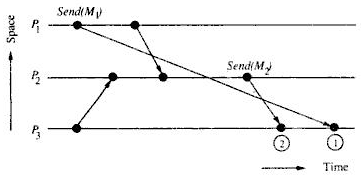 Send(M₁)
P₁
Space
Send(M₂)
P₂
P₃
2 1
Time